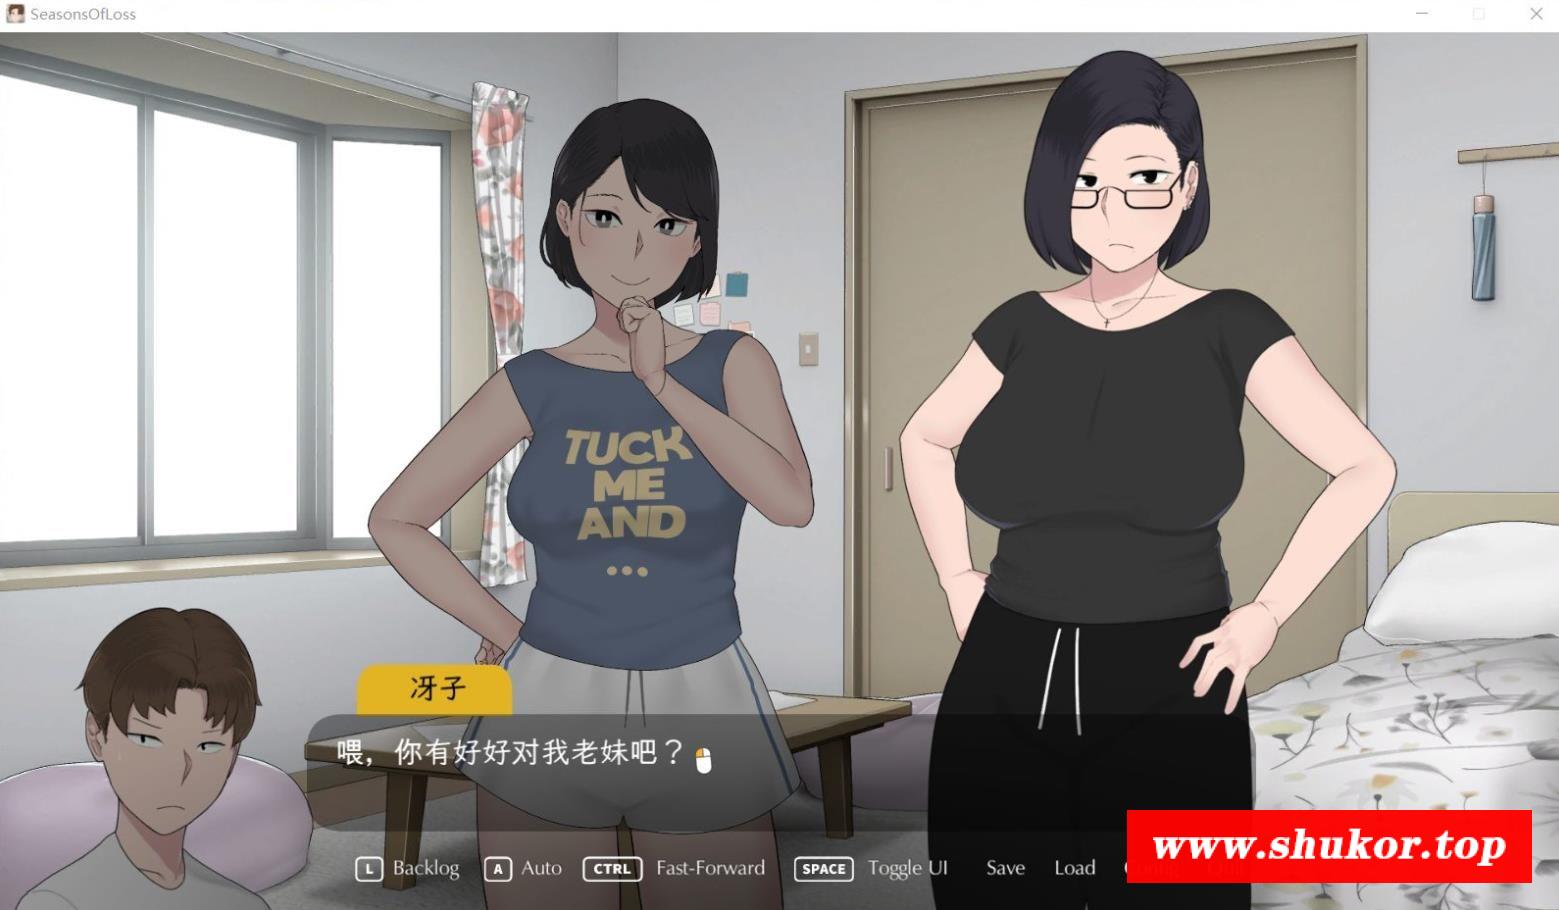 SeasonsOfLoss
TUCK
ME
AND
...
冴子
喂，你有好好对我老妹吧？
L Backlog A Auto CTRL Fast-Forward SPACE Toggle UI Save Load
www.shukor.top